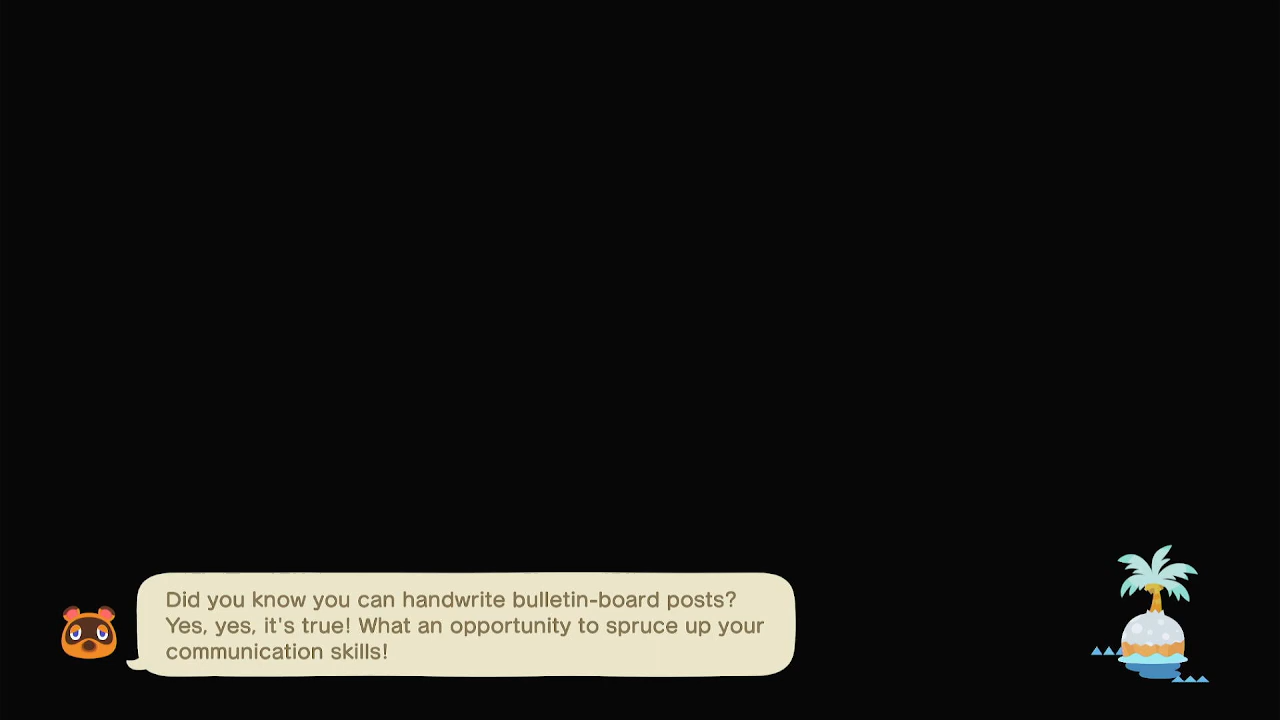 Did you know you can handwrite bulletin-board posts?
Yes, yes, it's true! What an opportunity to spruce up your
communication skills!